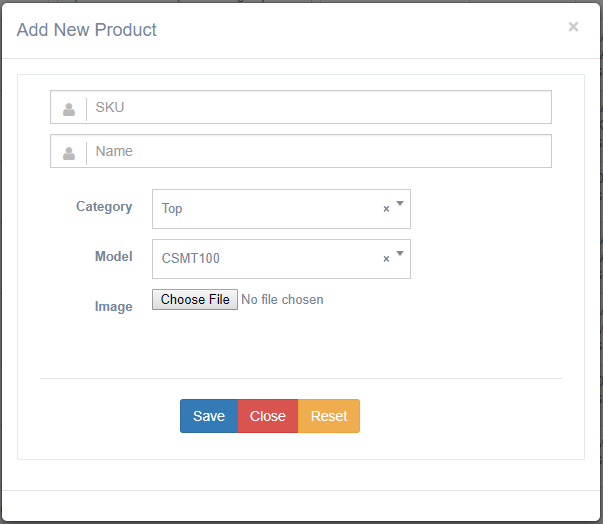 Add New Product ×
SKU
Name
Category Top ×
Model CSMT100 ×
Image Choose File No file chosen
Save Close Reset